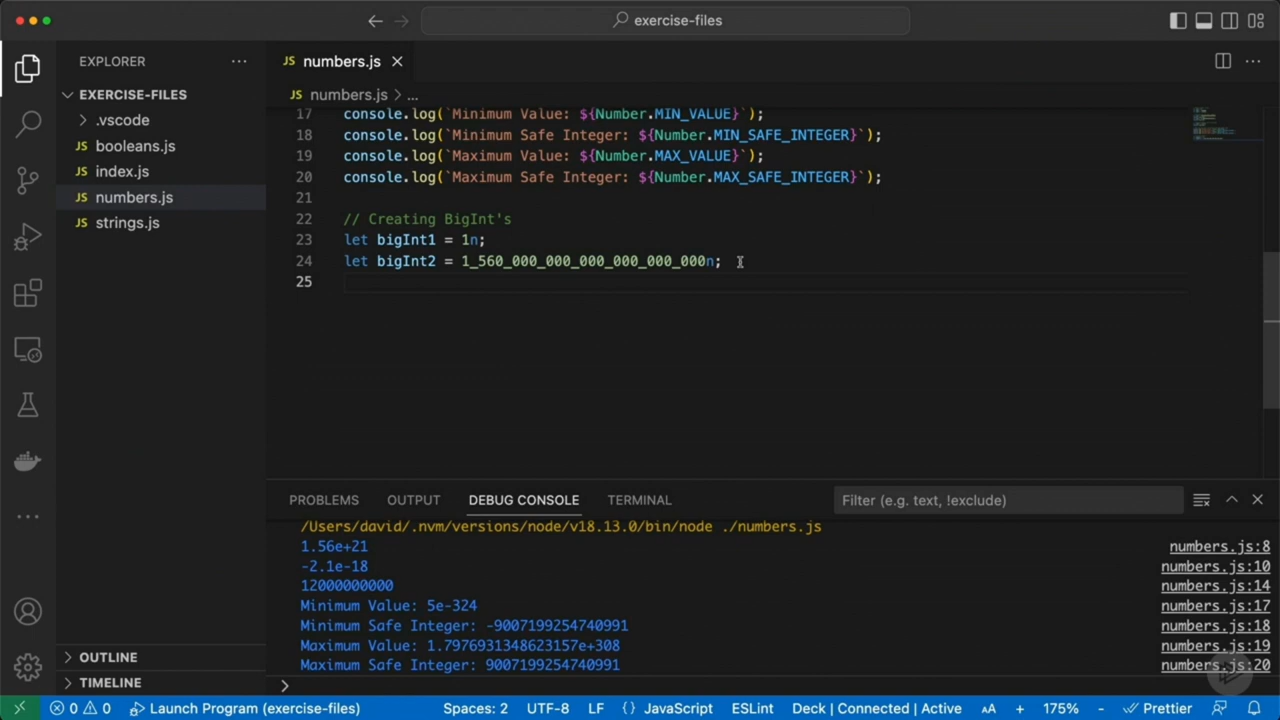 exercise-files
EXPLORER
EXERCISE-FILES
.vscode
JS booleans.js
JS index.js
JS numbers.js
JS strings.js
OUTLINE
TIMELINE
JS numbers.js
JS numbers.js > ...
17 console.log(`Minimum Value: ${Number.MIN_VALUE}`);
18 console.log(`Minimum Safe Integer: ${Number.MIN_SAFE_INTEGER}`);
19 console.log(`Maximum Value: ${Number.MAX_VALUE}`);
20 console.log(`Maximum Safe Integer: ${Number.MAX_SAFE_INTEGER}`);
21
22 // Creating BigInt's
23 let bigInt1 = 1n;
24 let bigInt2 = 1_560_000_000_000_000_000_000n;
25
PROBLEMS OUTPUT DEBUG CONSOLE TERMINAL Filter (e.g. text, !exclude)
/Users/david/.nvm/versions/node/v18.13.0/bin/node ./numbers.js
1.56e+21 numbers.js:8
-2.1e-18 numbers.js:10
12000000000 numbers.js:14
Minimum Value: 5e-324 numbers.js:17
Minimum Safe Integer: -9007199254740991 numbers.js:18
Maximum Value: 1.7976931348623157e+308 numbers.js:19
Maximum Safe Integer: 9007199254740991 numbers.js:20
0 0 Launch Program (exercise-files) Spaces: 2 UTF-8 LF {} JavaScript ESLint Deck | Connected | Active AA + 175% - Prettier